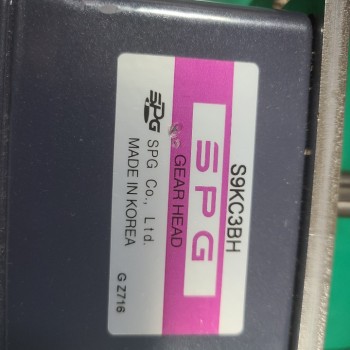 S9KC3BH
SPG
GEAR HEAD
SPG SPG Co., Ltd.
MADE IN KOREA
G Z716